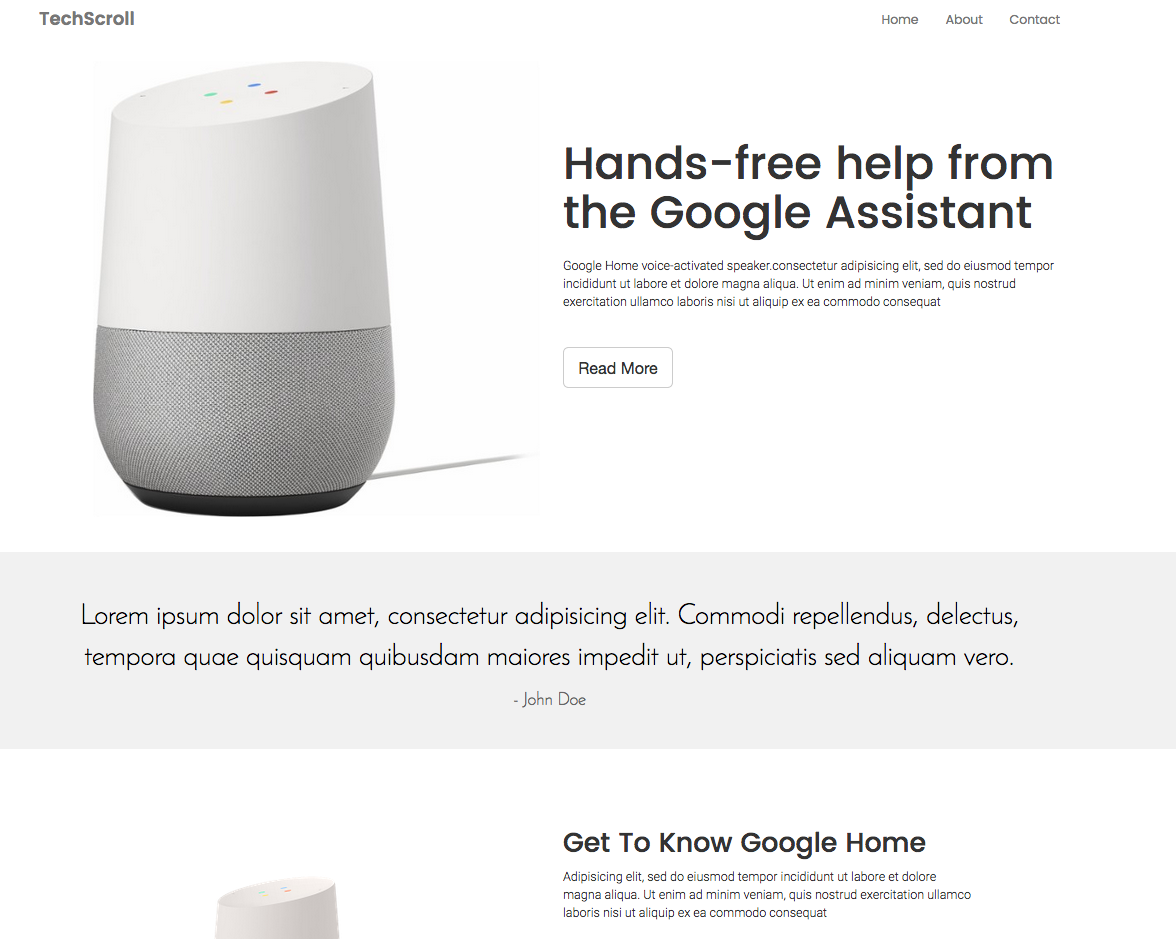 TechScroll
Home About Contact
Hands-free help from
the Google Assistant
Google Home voice-activated speaker.consectetur adipisicing elit, sed do eiusmod tempor
incididunt ut labore et dolore magna aliqua. Ut enim ad minim veniam, quis nostrud
exercitation ullamco laboris nisi ut aliquip ex ea commodo consequat
Read More
Lorem ipsum dolor sit amet, consectetur adipisicing elit. Commodi repellendus, delectus,
tempora quae quisquam quibusdam maiores impedit ut, perspiciatis sed aliquam vero.
- John Doe
Get To Know Google Home
Adipisicing elit, sed do eiusmod tempor incididunt ut labore et dolore
magna aliqua. Ut enim ad minim veniam, quis nostrud exercitation ullamco
laboris nisi ut aliquip ex ea commodo consequat